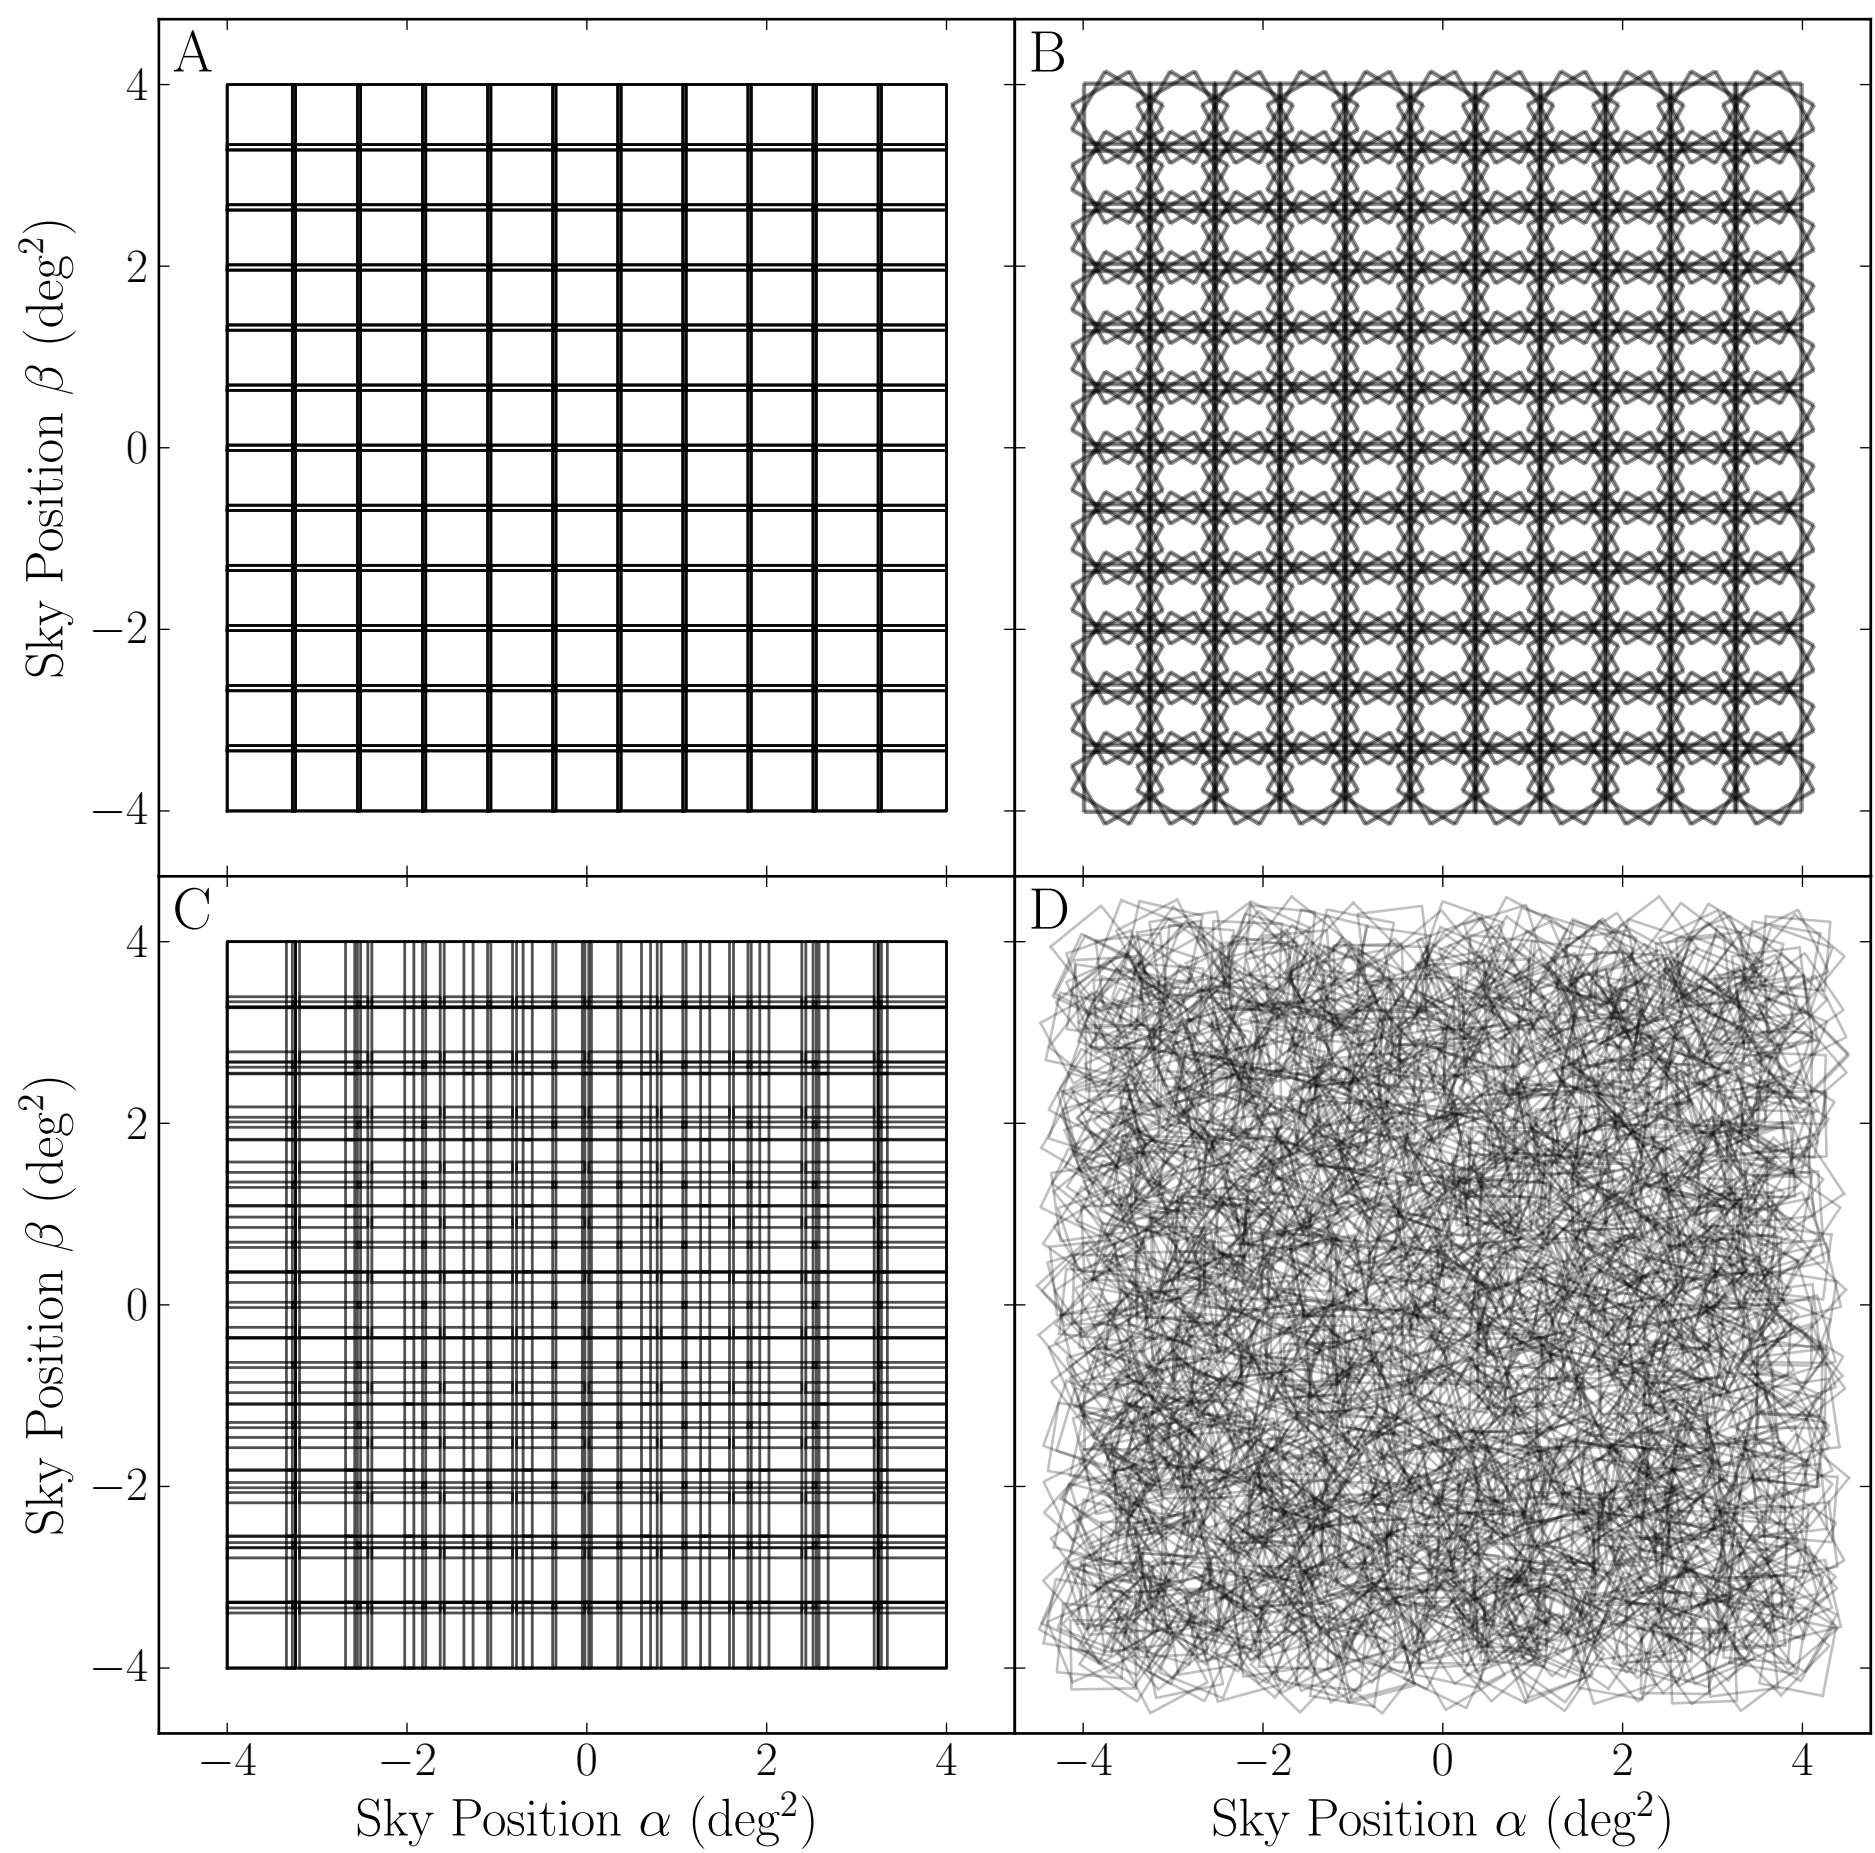 A
B
4
2
0
−2
−4
Sky Position β (deg²)
C
D
4
2
0
−2
−4
Sky Position β (deg²)
−4 −2 0 2 4
−4 −2 0 2 4
Sky Position α (deg²)
Sky Position α (deg²)